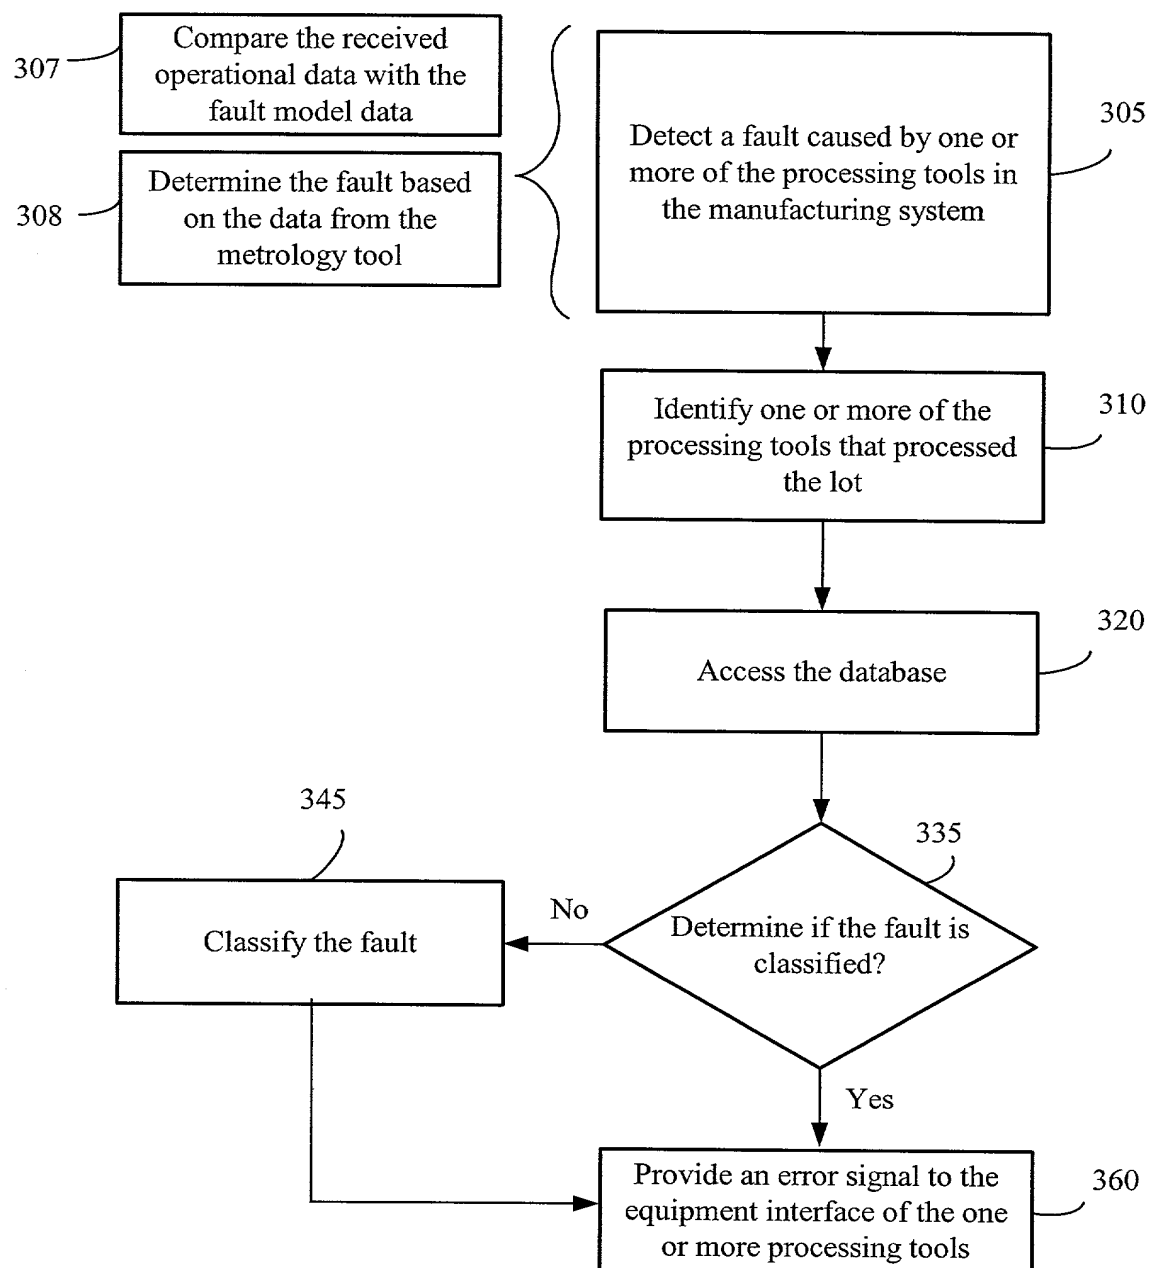 307
Compare the received
operational data with the
fault model data
308
Determine the fault based
on the data from the
metrology tool
305
Detect a fault caused by one or
more of the processing tools in
the manufacturing system
310
Identify one or more of the
processing tools that processed
the lot
320
Access the database
345
Classify the fault
No
335
Determine if the fault is
classified?
Yes
360
Provide an error signal to the
equipment interface of the one
or more processing tools